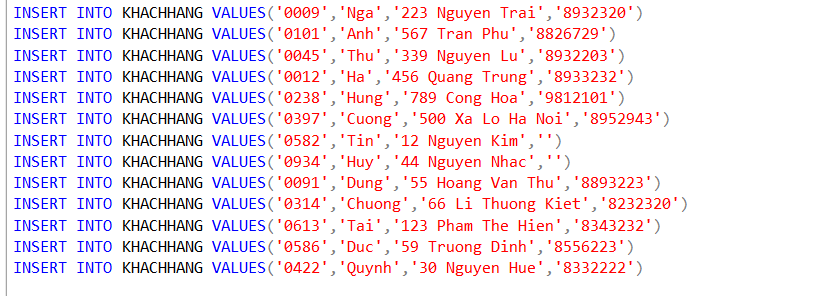 INSERT INTO KHACHHANG VALUES('0009','Nga','223 Nguyen Trai','8932320')
INSERT INTO KHACHHANG VALUES('0101','Anh','567 Tran Phu','8826729')
INSERT INTO KHACHHANG VALUES('0045','Thu','339 Nguyen Lu','8932203')
INSERT INTO KHACHHANG VALUES('0012','Ha','456 Quang Trung','8933232')
INSERT INTO KHACHHANG VALUES('0238','Hung','789 Cong Hoa','9812101')
INSERT INTO KHACHHANG VALUES('0397','Cuong','500 Xa Lo Ha Noi','8952943')
INSERT INTO KHACHHANG VALUES('0582','Tin','12 Nguyen Kim','')
INSERT INTO KHACHHANG VALUES('0934','Huy','44 Nguyen Nhac','')
INSERT INTO KHACHHANG VALUES('0091','Dung','55 Hoang Van Thu','8893223')
INSERT INTO KHACHHANG VALUES('0314','Chuong','66 Li Thuong Kiet','8232320')
INSERT INTO KHACHHANG VALUES('0613','Tai','123 Pham The Hien','8343232')
INSERT INTO KHACHHANG VALUES('0586','Duc','59 Truong Dinh','8556223')
INSERT INTO KHACHHANG VALUES('0422','Quynh','30 Nguyen Hue','8332222')